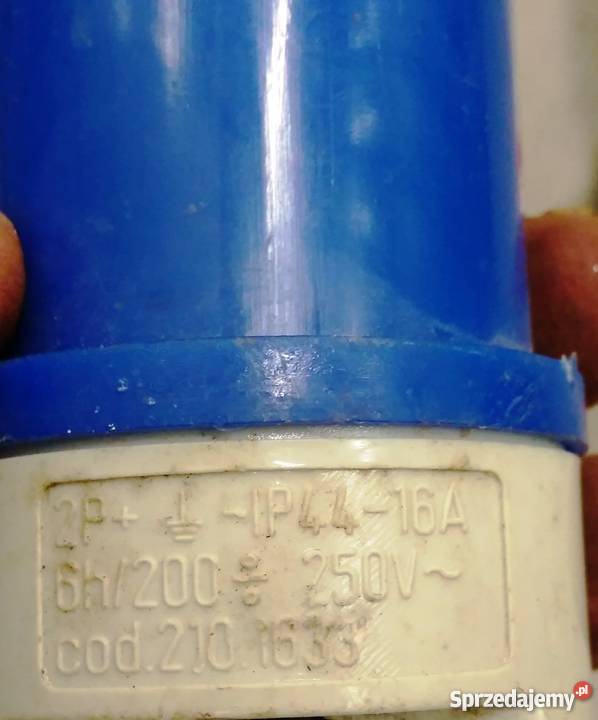 2P+⏚ ~IP44-16A
6h/200÷250V~
cod.210.1633
Sprzedajemy.pl